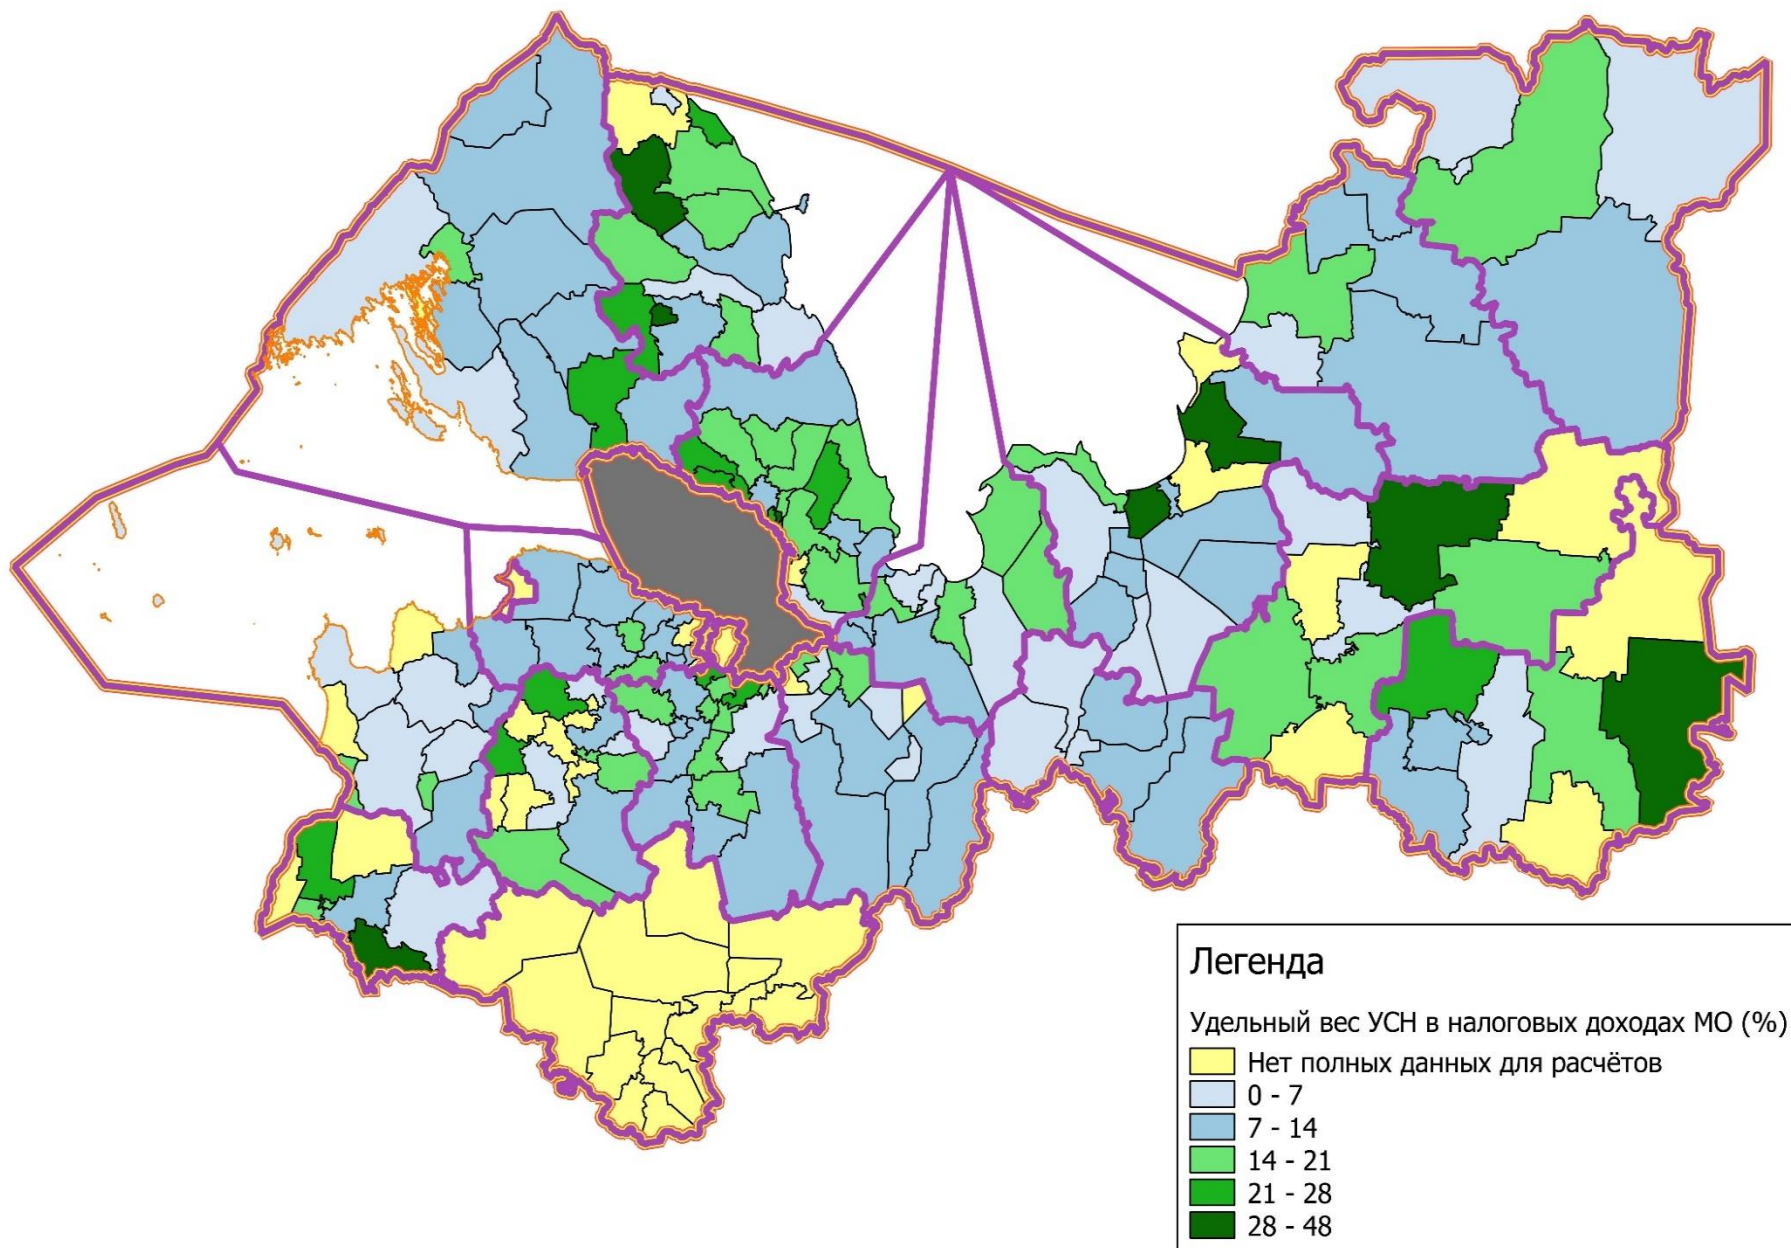 Легенда
Удельный вес УСН в налоговых доходах МО (%)
Нет полных данных для расчётов
0 - 7
7 - 14
14 - 21
21 - 28
28 - 48